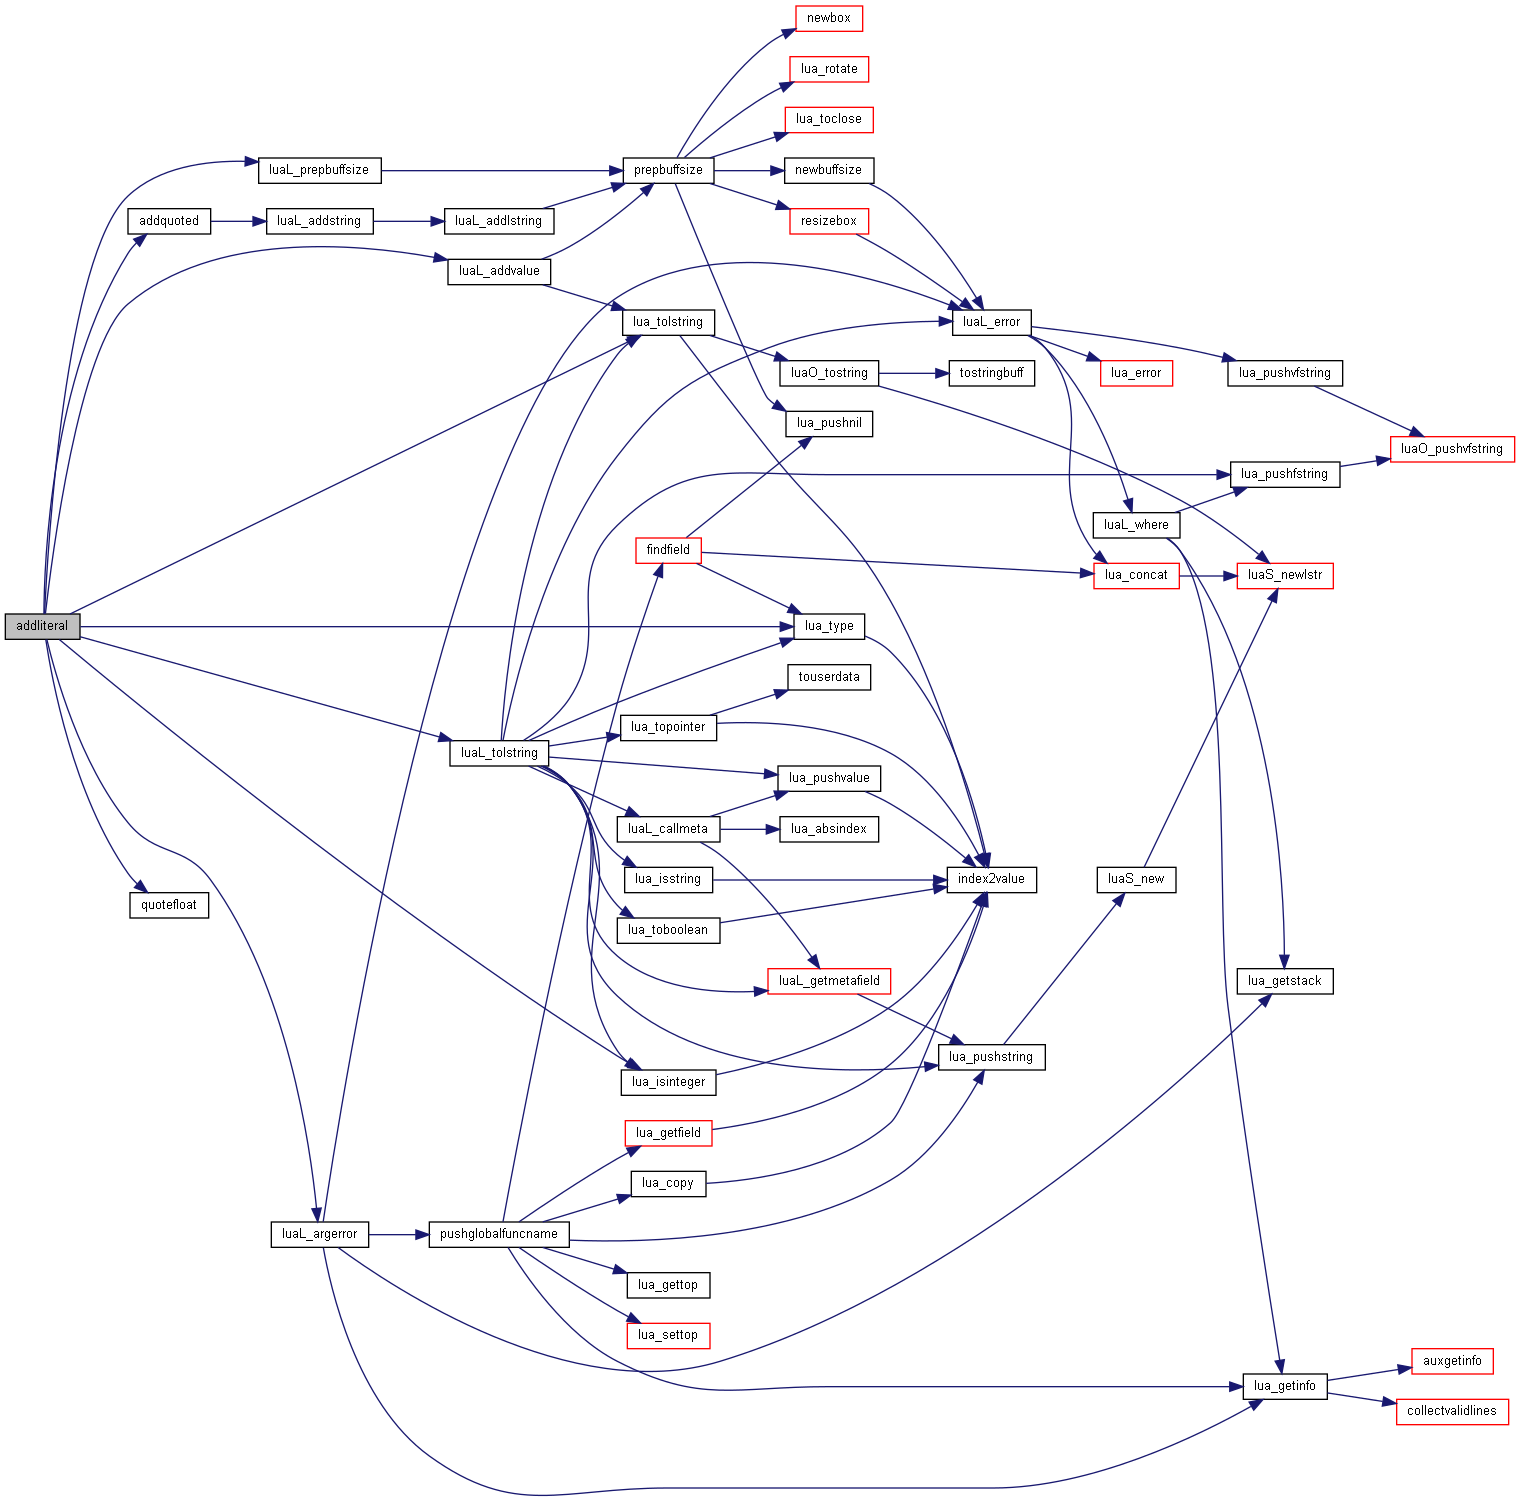 newbox
lua_rotate
lua_toclose
luaL_prepbuffsize
prepbuffsize
newbuffsize
addquoted
luaL_addstring
luaL_addlstring
resizebox
luaL_addvalue
lua_tolstring
luaL_error
luaO_tostring
tostringbuff
lua_error
lua_pushvfstring
lua_pushnil
luaO_pushvfstring
lua_pushfstring
luaL_where
findfield
lua_concat
luaS_newlstr
addliteral
lua_type
touserdata
lua_topointer
luaL_tolstring
lua_pushvalue
luaL_callmeta
lua_absindex
lua_isstring
index2value
luaS_new
quotefloat
lua_toboolean
luaL_getmetafield
lua_getstack
lua_pushstring
lua_isinteger
lua_getfield
lua_copy
luaL_argerror
pushglobalfuncname
lua_gettop
lua_settop
auxgetinfo
lua_getinfo
collectvalidlines